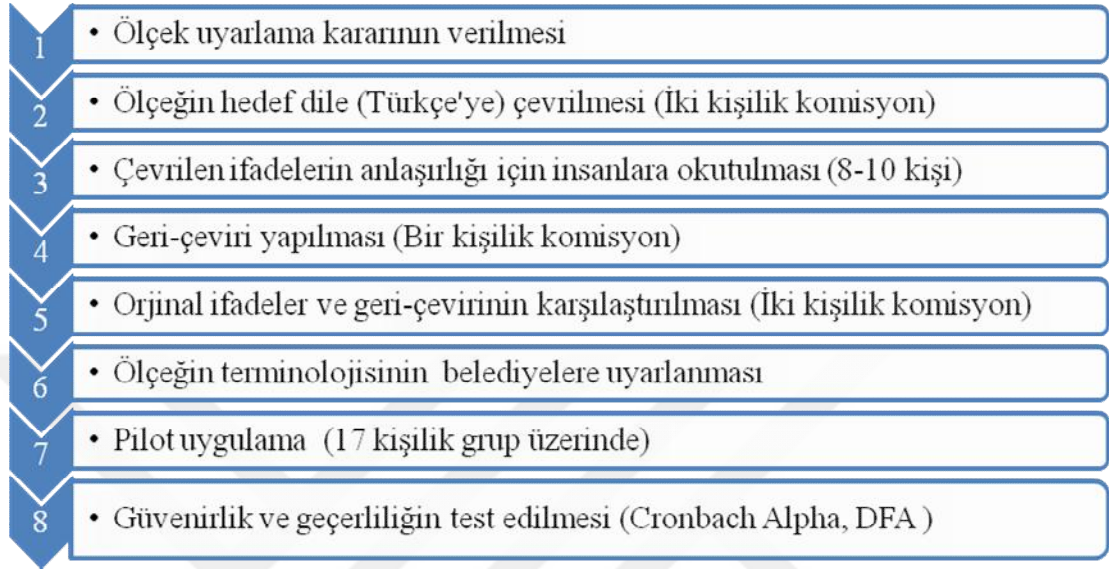 1 • Ölçek uyarlama kararının verilmesi
2 • Ölçeğin hedef dile (Türkçe'ye) çevrilmesi (İki kişilik komisyon)
3 • Çevrilen ifadelerin anlaşırlığı için insanlara okutulması (8-10 kişi)
4 • Geri-çeviri yapılması (Bir kişilik komisyon)
5 • Orjinal ifadeler ve geri-çevirinin karşılaştırılması (İki kişilik komisyon)
6 • Ölçeğin terminolojisinin belediyelere uyarlanması
7 • Pilot uygulama (17 kişilik grup üzerinde)
8 • Güvenirlik ve geçerliliğin test edilmesi (Cronbach Alpha, DFA )